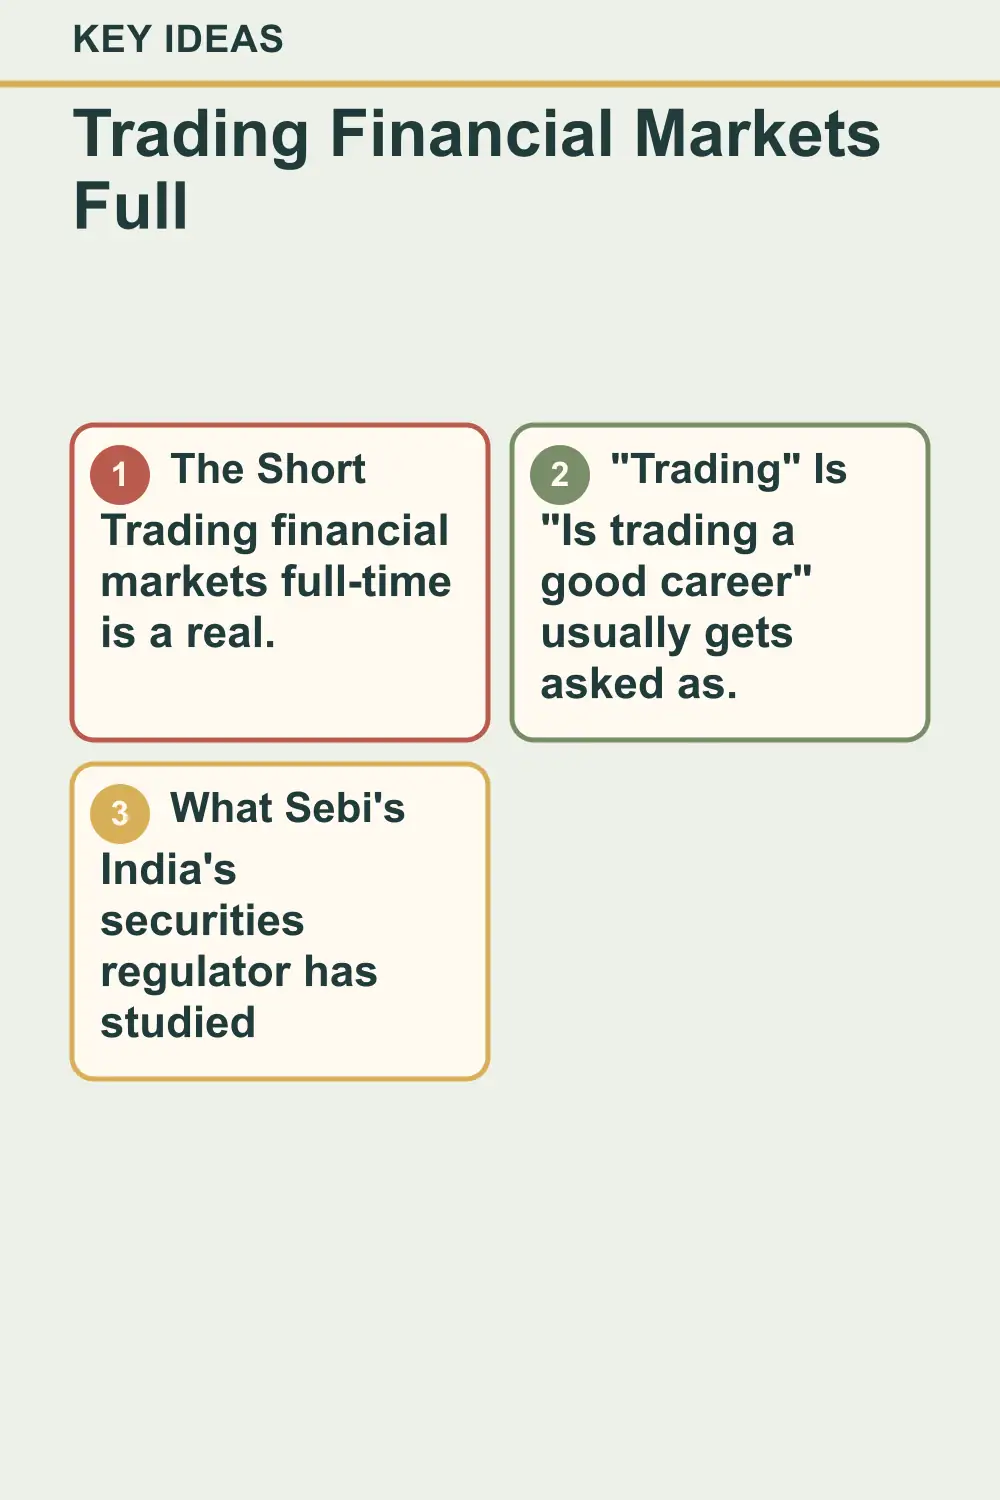 KEY IDEAS
Trading Financial Markets
Full
1 The Short
Trading financial
markets full-time
is a real.
2 "Trading" Is
"Is trading a
good career"
usually gets
asked as.
3 What Sebi's
India's
securities
regulator has
studied